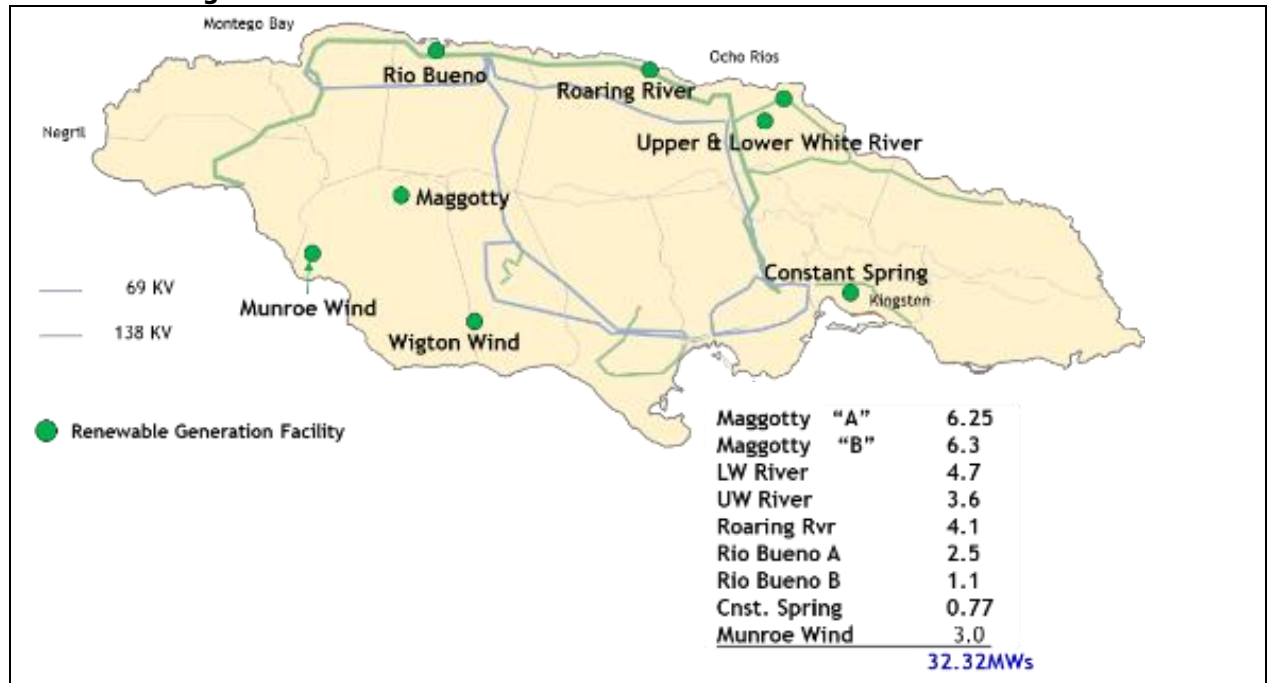 Montego Bay
Ocho Rios
Rio Bueno
Roaring River
Negril
Upper & Lower White River
Maggotty
Constant Spring
Kingston
69 KV
Munroe Wind
138 KV
Wigton Wind
Renewable Generation Facility
Maggotty "A" 6.25
Maggotty "B" 6.3
LW River 4.7
UW River 3.6
Roaring Rvr 4.1
Rio Bueno A 2.5
Rio Bueno B 1.1
Cnst. Spring 0.77
Munroe Wind 3.0
32.32MWs